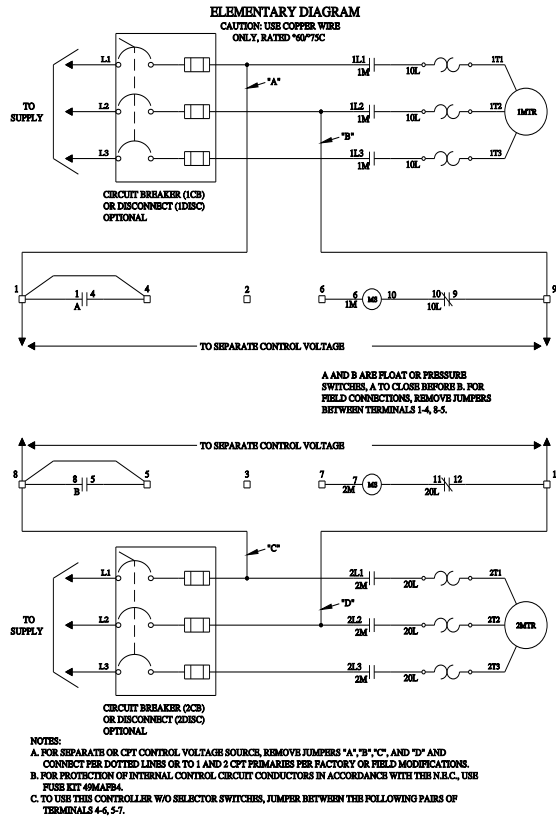 ELEMENTARY DIAGRAM
CAUTION: USE COPPER WIRE
ONLY, RATED °60/°75C
L1
1L1
1M
10L
1T1
"A"
TO
SUPPLY
L2
1L2
1M
10L
1T2
1MTR
"B"
L3
1L3
1M
10L
1T3
CIRCUIT BREAKER (1CB)
OR DISCONNECT (1DISC)
OPTIONAL
1
1
4
A
4
2
6
6
1M
MS
10
10
9
10L
9
TO SEPARATE CONTROL VOLTAGE
A AND B ARE FLOAT OR PRESSURE
SWITCHES, A TO CLOSE BEFORE B. FOR
FIELD CONNECTIONS, REMOVE JUMPERS
BETWEEN TERMINALS 1-4, 8-5.
TO SEPARATE CONTROL VOLTAGE
8
8
5
B
5
3
7
7
2M
MS
11
12
20L
1
"C"
L1
2L1
2M
20L
2T1
"D"
TO
SUPPLY
L2
2L2
2M
20L
2T2
2MTR
L3
2L3
2M
20L
2T3
CIRCUIT BREAKER (2CB)
OR DISCONNECT (2DISC)
OPTIONAL
NOTES:
A. FOR SEPARATE OR CPT CONTROL VOLTAGE SOURCE, REMOVE JUMPERS "A","B","C", AND "D" AND
CONNECT PER DOTTED LINES OR TO 1 AND 2 CPT PRIMARIES PER FACTORY OR FIELD MODIFICATIONS.
B. FOR PROTECTION OF INTERNAL CONTROL CIRCUIT CONDUCTORS IN ACCORDANCE WITH THE N.E.C., USE
FUSE KIT 49MAFB4.
C. TO USE THIS CONTROLLER W/O SELECTOR SWITCHES, JUMPER BETWEEN THE FOLLOWING PAIRS OF
TERMINALS 4-6, 5-7.